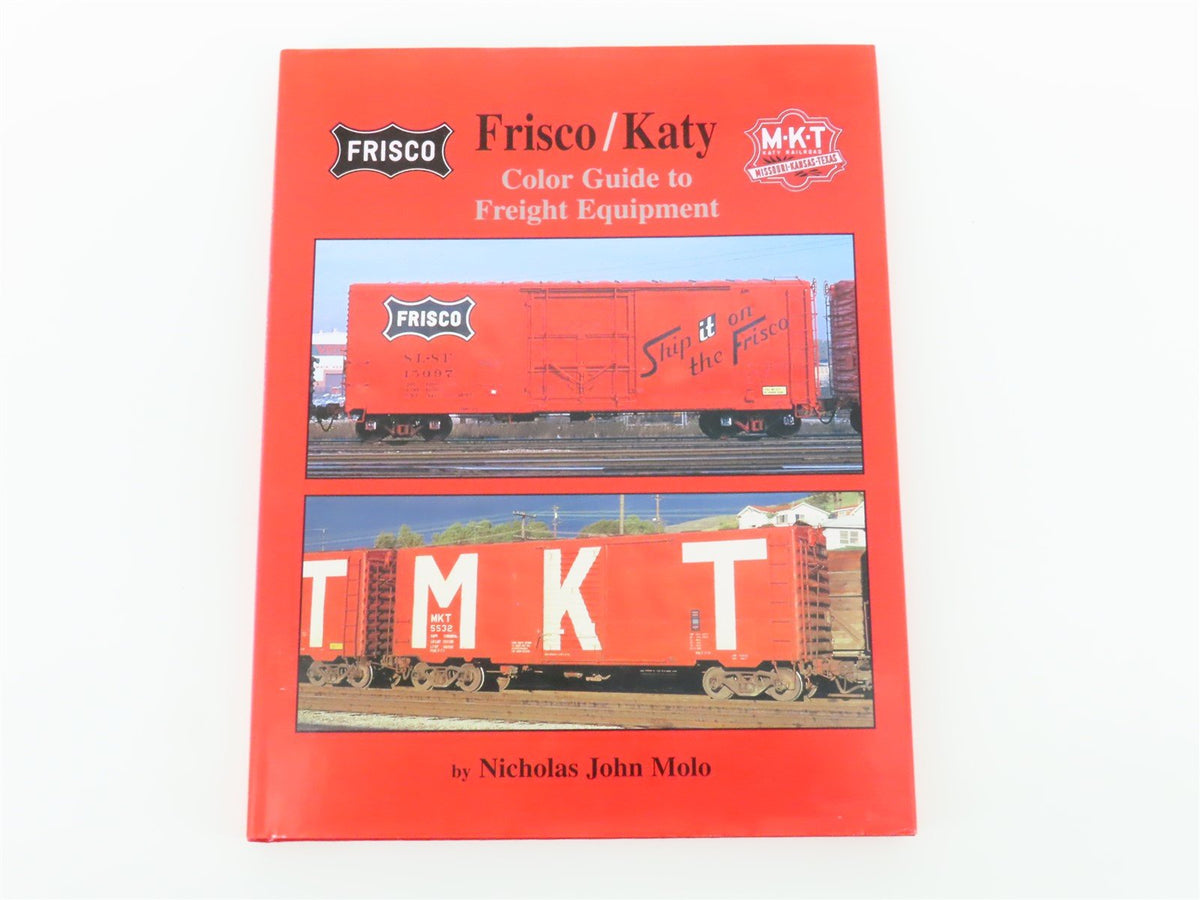 FRISCO
Frisco/Katy
M·K·T
KATY RAILROAD
MISSOURI-KANSAS-TEXAS
Color Guide to
Freight Equipment
FRISCO
SL-SF
15097
Ship it on
the Frisco
T
MKT
MKT
5532
by Nicholas John Molo